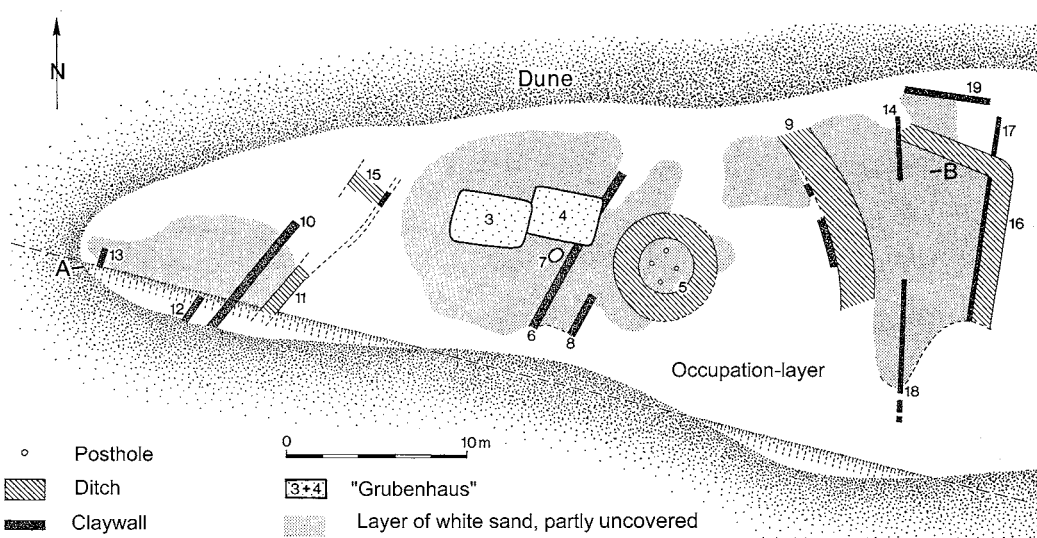 N
Dune
19
14
17
9
B
15
3
4
16
10
13
A
7
5
11
12
6
8
Occupation-layer
18
0 10 m
Posthole
Ditch
3+4 "Grubenhaus"
Claywall
Layer of white sand, partly uncovered